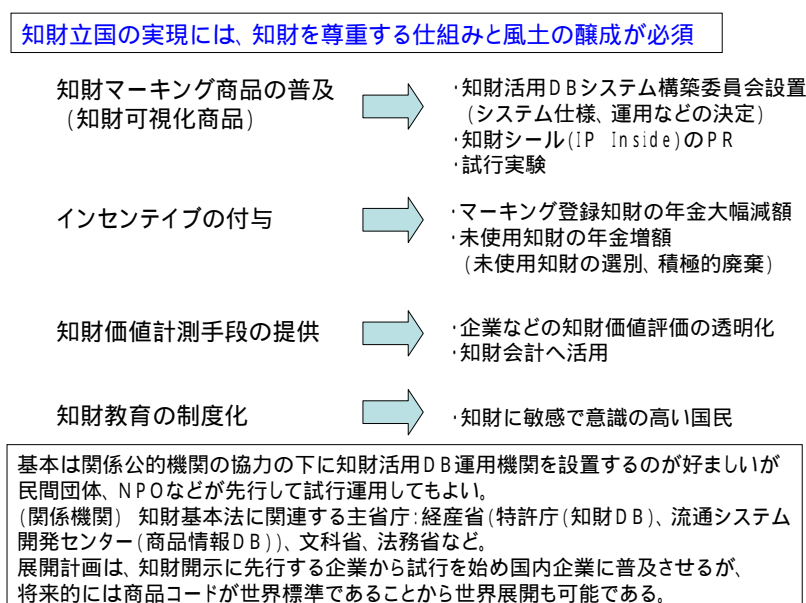 知財立国の実現には、知財を尊重する仕組みと風土の醸成が必須
知財マーキング商品の普及
(知財可視化商品)
・知財活用DBシステム構築委員会設置
(システム仕様、運用などの決定)
・知財シール(IP Inside)のPR
・試行実験
インセンテイブの付与
・マーキング登録知財の年金大幅減額
・未使用知財の年金増額
(未使用知財の選別、積極的廃棄)
知財価値計測手段の提供
・企業などの知財価値評価の透明化
・知財会計へ活用
知財教育の制度化
・知財に敏感で意識の高い国民
基本は関係公的機関の協力の下に知財活用DB運用機関を設置するのが好ましいが
民間団体、NPOなどが先行して試行運用してもよい。
(関係機関) 知財基本法に関連する主省庁:経産省(特許庁(知財DB)、流通システム
開発センター(商品情報DB))、文科省、法務省など。
展開計画は、知財開示に先行する企業から試行を始め国内企業に普及させるが、
将来的には商品コードが世界標準であることから世界展開も可能である。